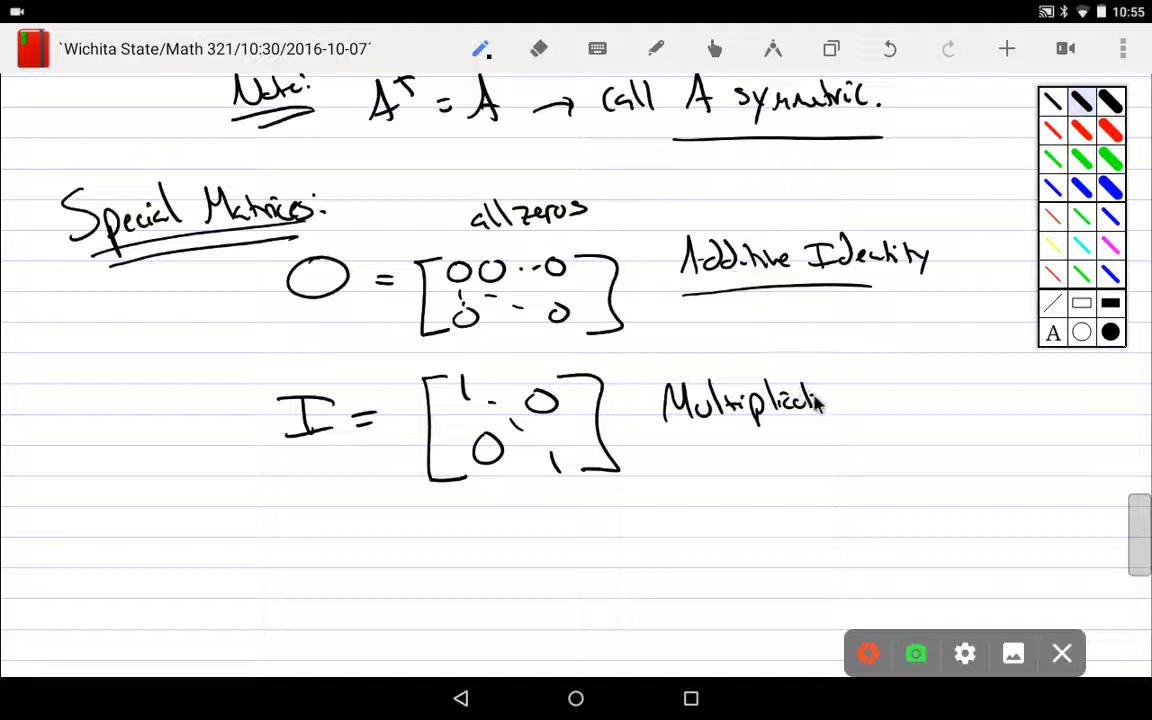 10:55
`Wichita State/Math 321/10:30/2016-10-07´
Note: Aᵀ = A → call A symmetric.
Special Matrices:
all zeros
O = [ 0 0 ... 0
0 ... 0 ] Additive Identity
I = [ 1 . 0
0 1 ] Multiplicati
A